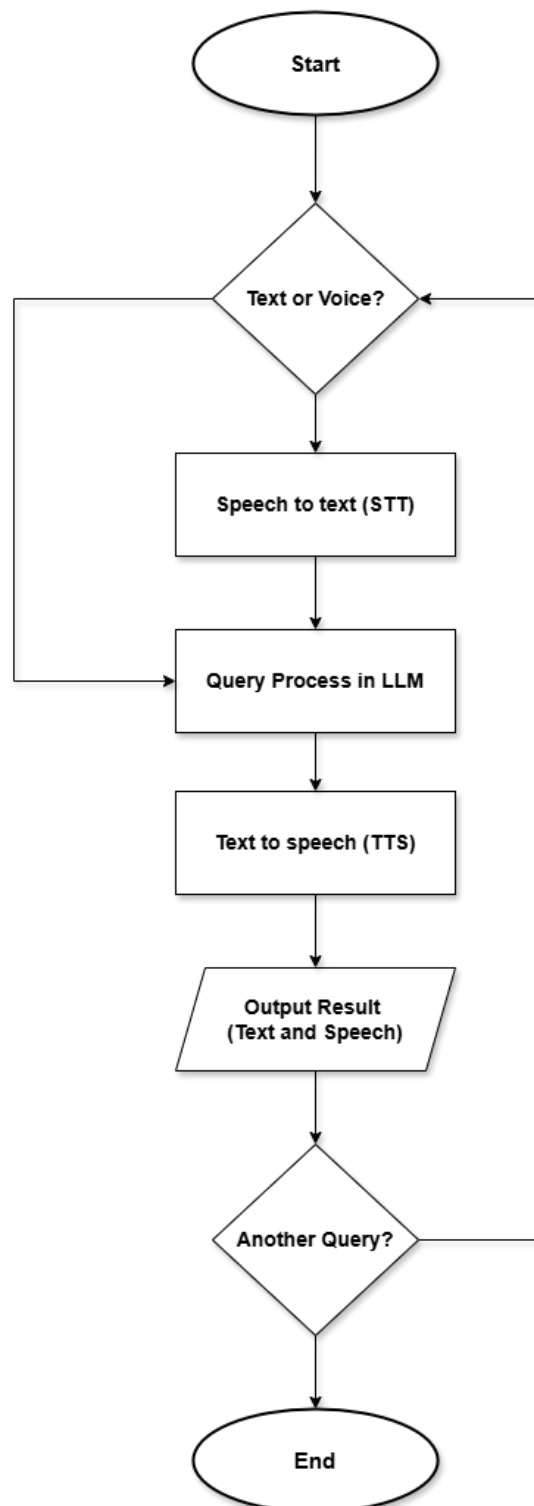 Start
Text or Voice?
Speech to text (STT)
Query Process in LLM
Text to speech (TTS)
Output Result
(Text and Speech)
Another Query?
End